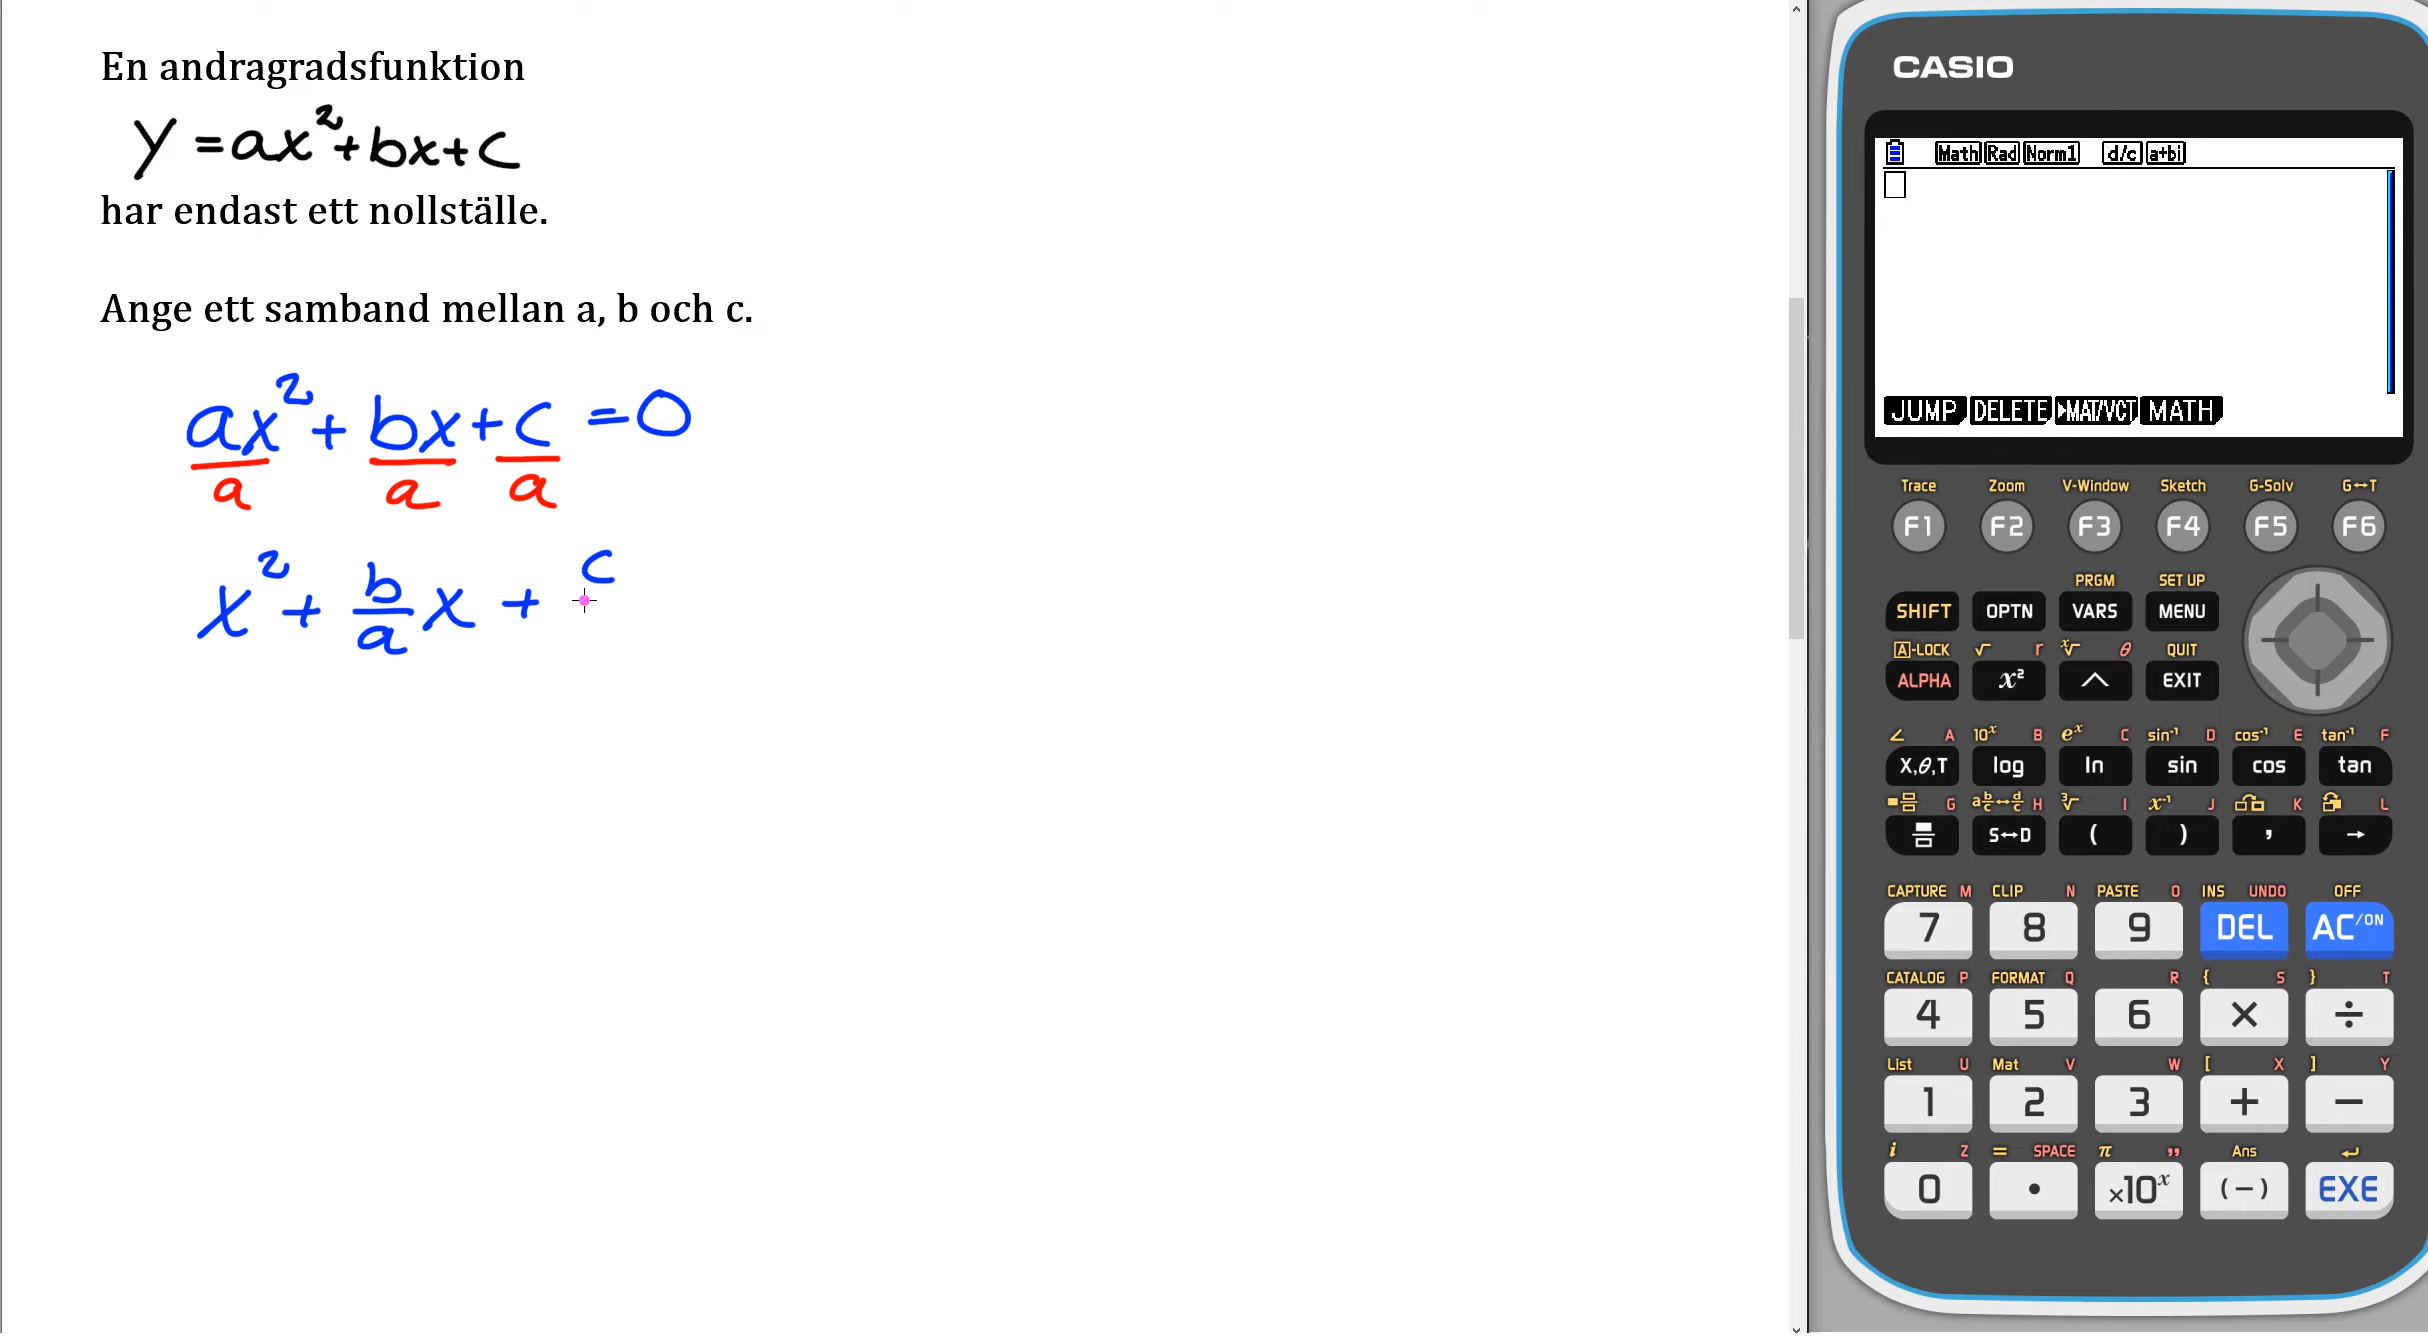 En andragradsfunktion
y = ax²+bx+c
har endast ett nollställe.
Ange ett samband mellan a, b och c.
ax² + bx + c = 0
a a a
x² + b/a x + c
CASIO
Math Rad Norm1 d/c a+bi
JUMP DELETE ▶MAT/VCT MATH
Trace Zoom V-Window Sketch G-Solv G↔T
F1 F2 F3 F4 F5 F6
PRGM SET UP
SHIFT OPTN VARS MENU
A-LOCK √ r ˣ√ θ QUIT
ALPHA x² ^ EXIT
∠ A 10ˣ B eˣ C sin⁻¹ D cos⁻¹ E tan⁻¹ F
X,θ,T log ln sin cos tan
G a b/c↔d/c H ³√ I x⁻¹ J K L
S↔D ( ) , →
CAPTURE M CLIP N PASTE O INS UNDO OFF
7 8 9 DEL AC/ON
CATALOG P FORMAT Q R { S } T
4 5 6 × ÷
List U Mat V W [ X ] Y
1 2 3 + −
i Z = SPACE π " Ans ↵
0 • ×10ˣ (−) EXE